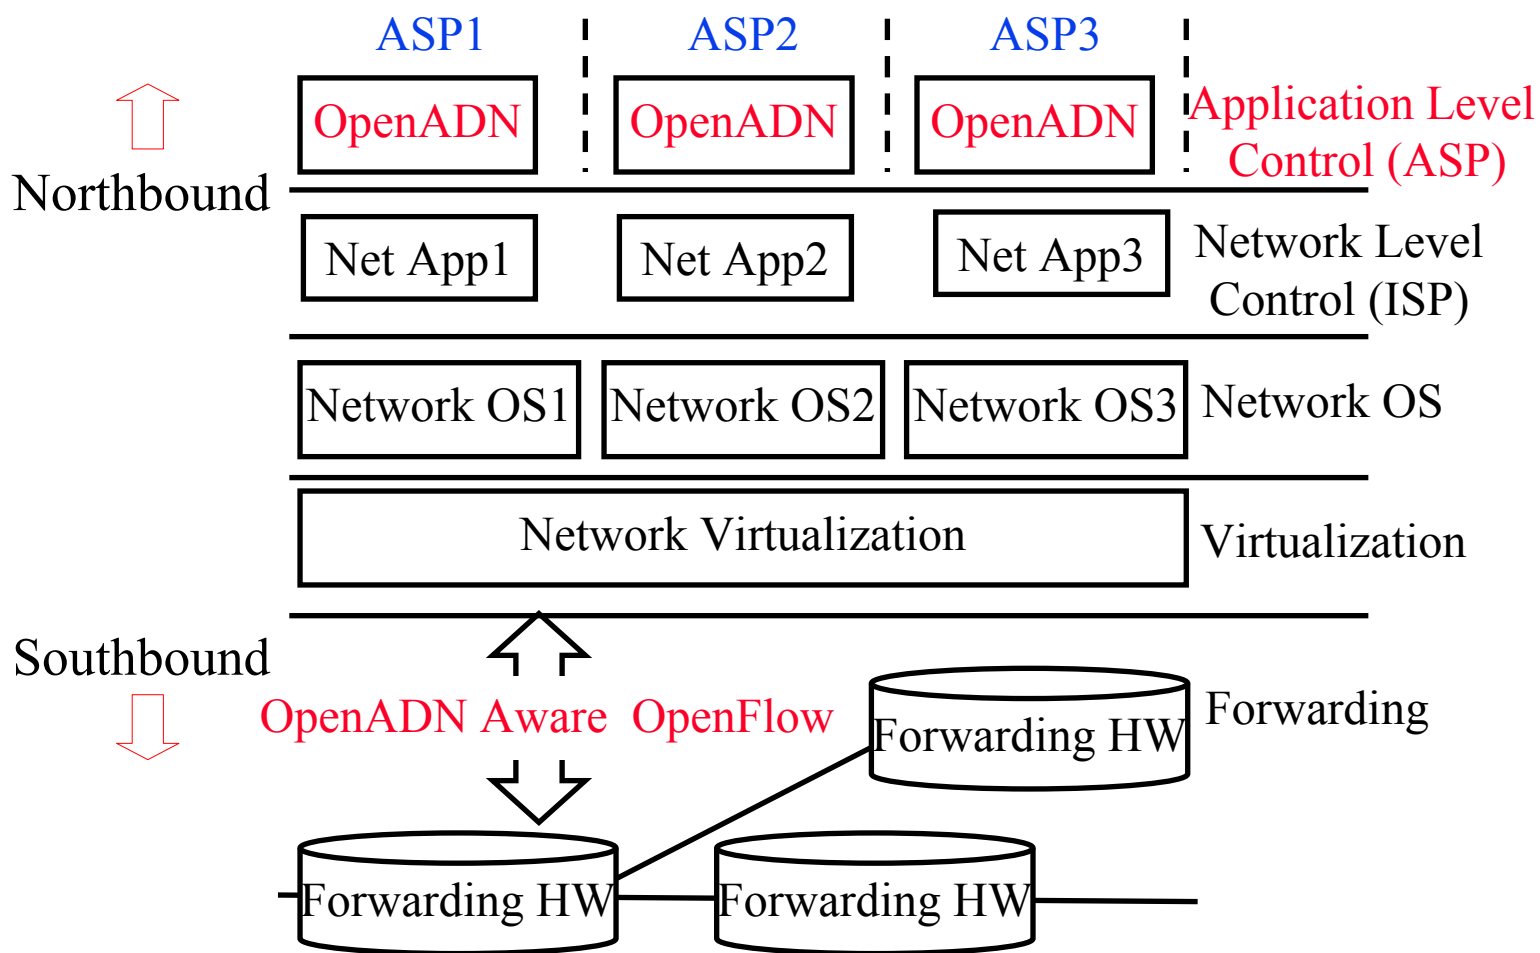 ASP1 ASP2 ASP3
OpenADN OpenADN OpenADN
Application Level
Control (ASP)
Northbound
Net App1 Net App2 Net App3
Network Level
Control (ISP)
Network OS1 Network OS2 Network OS3 Network OS
Network Virtualization Virtualization
Southbound
OpenADN Aware OpenFlow
Forwarding HW Forwarding
Forwarding HW Forwarding HW